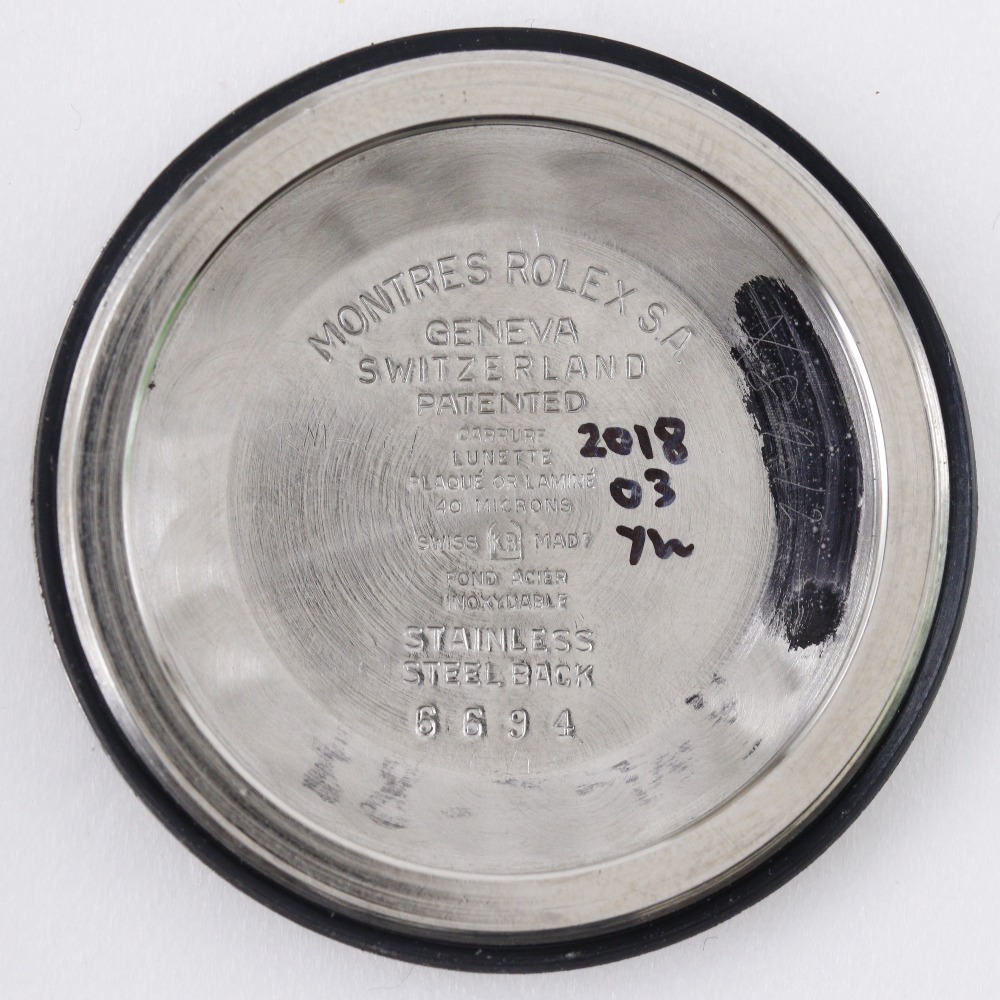 MONTRES ROLEX S.A.
GENEVA
SWITZERLAND
PATENTED
CARRURE
LUNETTE
PLAQUÉ OR LAMINÉ
40 MICRONS
SWISS MADE
FOND ACIER
INOXYDABLE
STAINLESS
STEEL BACK
6694
2018
03